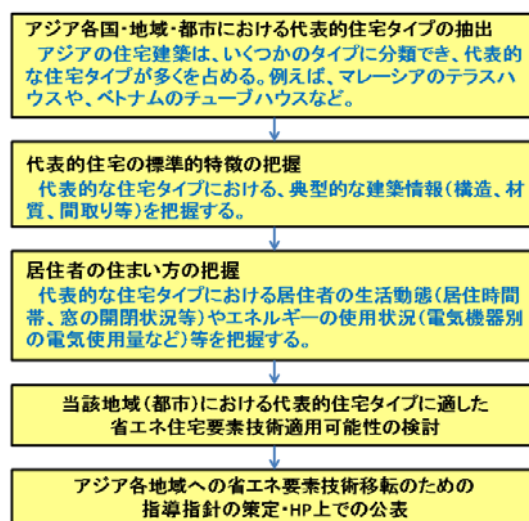 アジア各国・地域・都市における代表的住宅タイプの抽出
アジアの住宅建築は、いくつかのタイプに分類でき、代表的
な住宅タイプが多くを占める。例えば、マレーシアのテラスハ
ウスや、ベトナムのチューブハウスなど。
代表的住宅の標準的特徴の把握
代表的な住宅タイプにおける、典型的な建築情報(構造、材
質、間取り等)を把握する。
居住者の住まい方の把握
代表的な住宅タイプにおける居住者の生活動態(居住時間
帯、窓の開閉状況等)やエネルギーの使用状況(電気機器別
の電気使用量など)等を把握する。
当該地域(都市)における代表的住宅タイプに適した
省エネ住宅要素技術適用可能性の検討
アジア各地域への省エネ要素技術移転のための
指導指針の策定・HP上での公表